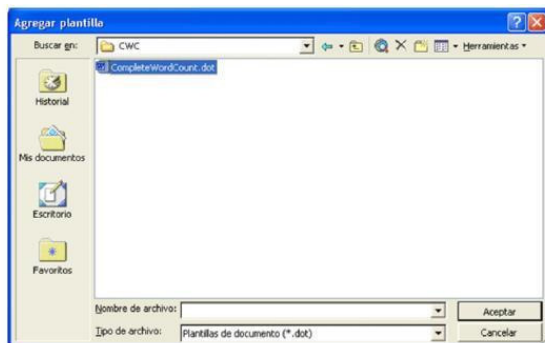 Agregar plantilla
Buscar en: CWC Herramientas
CompleteWordCount.dot
Historial
Mis documentos
Escritorio
Favoritos
Nombre de archivo: Aceptar
Tipo de archivo: Plantillas de documento (*.dot) Cancelar